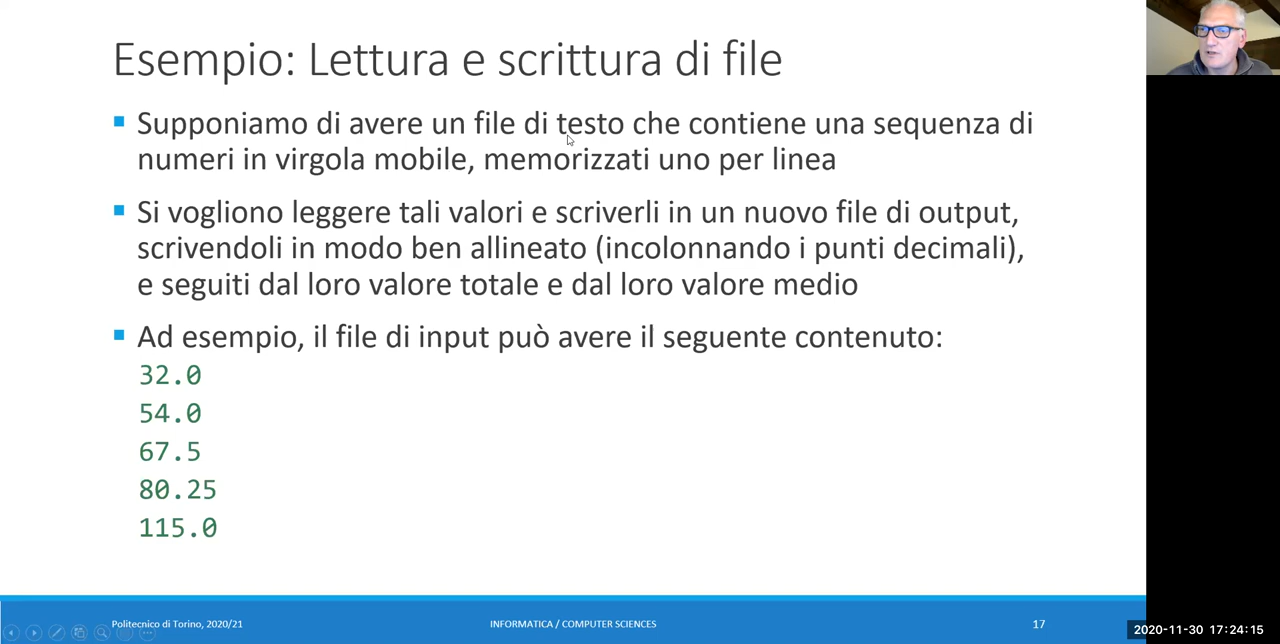 Esempio: Lettura e scrittura di file
Supponiamo di avere un file di testo che contiene una sequenza di
numeri in virgola mobile, memorizzati uno per linea
Si vogliono leggere tali valori e scriverli in un nuovo file di output,
scrivendoli in modo ben allineato (incolonnando i punti decimali),
e seguiti dal loro valore totale e dal loro valore medio
Ad esempio, il file di input può avere il seguente contenuto:
32.0
54.0
67.5
80.25
115.0
Politecnico di Torino, 2020/21
INFORMATICA / COMPUTER SCIENCES
17
2020-11-30 17:24:15